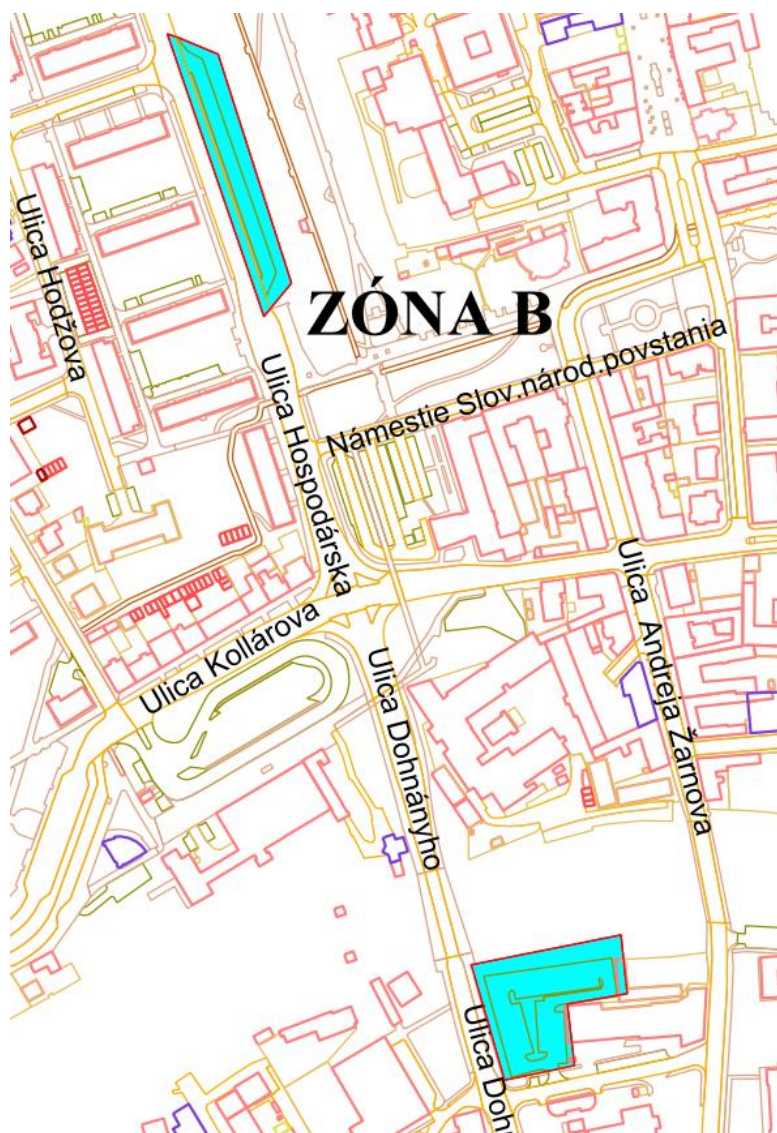 ZÓNA B
Ulica Hodžova
Námestie Slov.národ.povstania
Ulica Hospodárska
Ulica Kollárova
Ulica Andreja Žarnova
Ulica Dohnányho
Ulica Doh